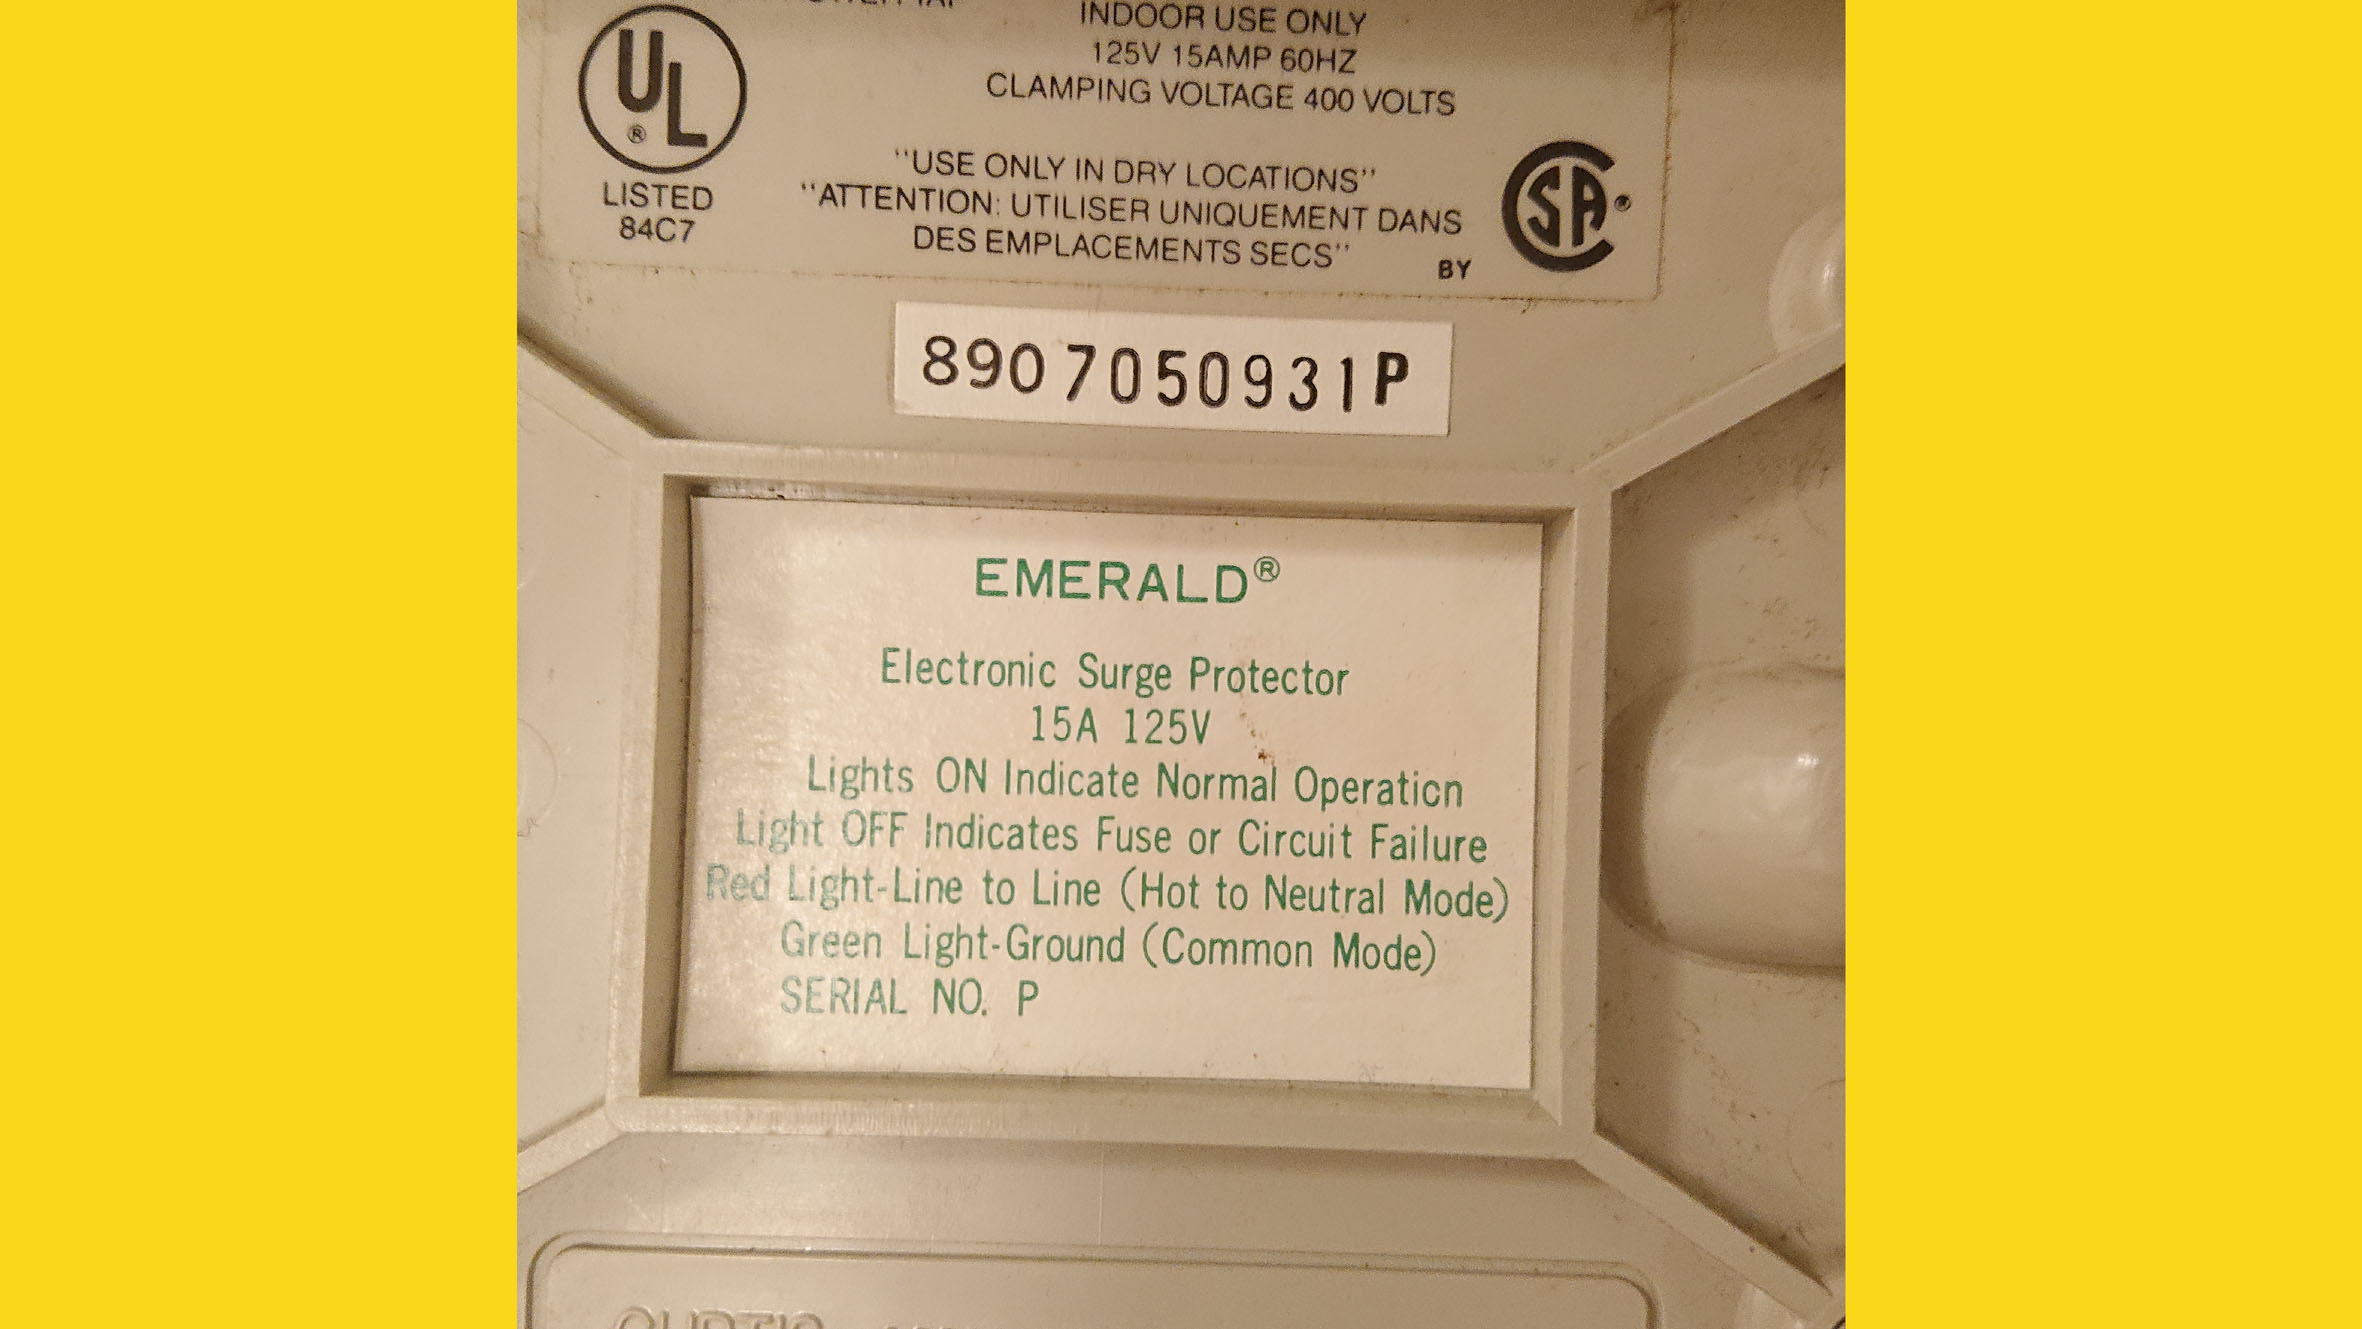 INDOOR USE ONLY
125V 15AMP 60HZ
CLAMPING VOLTAGE 400 VOLTS
UL
®
LISTED
84C7
"USE ONLY IN DRY LOCATIONS"
"ATTENTION: UTILISER UNIQUEMENT DANS
DES EMPLACEMENTS SECS"
BY
CSA®
8907050931P
EMERALD®
Electronic Surge Protector
15A 125V
Lights ON Indicate Normal Operation
Light OFF Indicates Fuse or Circuit Failure
Red Light-Line to Line (Hot to Neutral Mode)
Green Light-Ground (Common Mode)
SERIAL NO. P
CURTIS